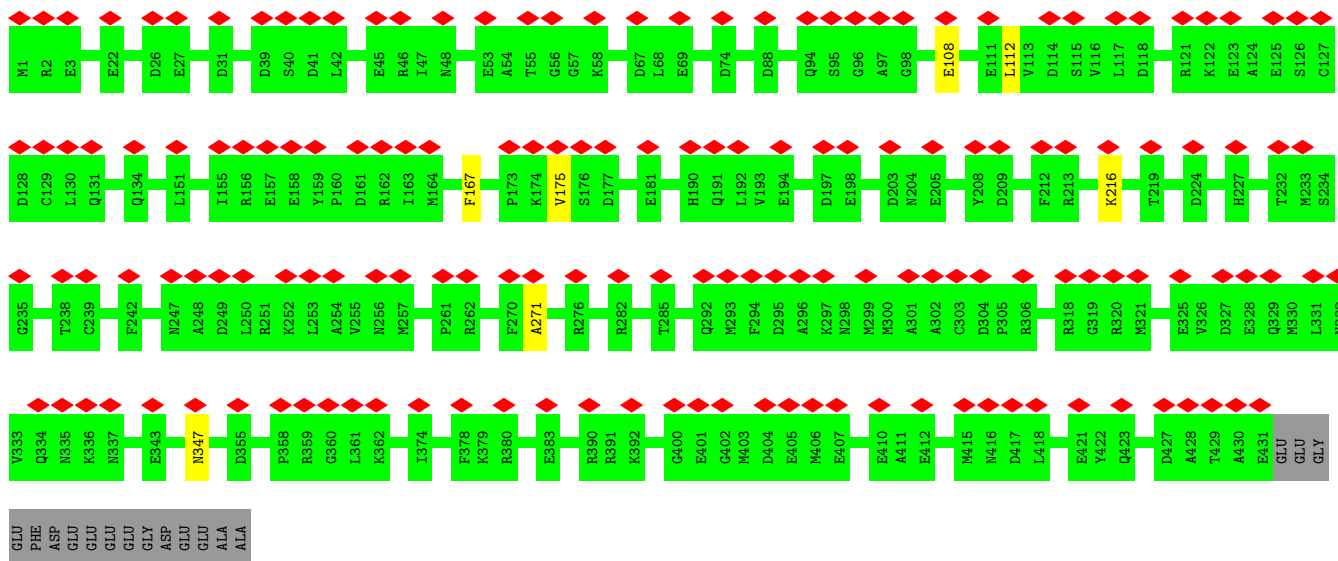 M1 R2 E3 E22 D26 E27 D31 D39 S40 D41 L42 E45 R46 I47 N48 E53 A54 T55 G56 G57 K58 D67 L68 E69 D74 D88 Q94 S95 G96 A97 G98 E108 E111 L112 V113 D114 S115 V116 L117 D118 R121 K122 E123 A124 E125 S126 C127
D128 C129 L130 Q131 Q134 L151 I155 R156 E157 E158 Y159 P160 D161 R162 I163 M164 F167 P173 K174 V175 S176 D177 E181 H190 Q191 L192 V193 E194 D197 E198 D203 N204 E205 Y208 D209 F212 R213 K216 T219 D224 H227 T232 M233 S234
G235 T238 C239 F242 N247 A248 D249 L250 R251 K252 L253 A254 V255 N256 M257 P261 R262 F270 A271 R276 R282 T285 Q292 M293 F294 D295 A296 K297 N298 M299 M300 A301 A302 C303 D304 P305 R306 R318 G319 R320 M321 E325 V326 D327 E328 Q329 M330 L331
V333 Q334 N335 K336 N337 E343 N347 D355 P358 R359 G360 L361 K362 I374 F378 K379 R380 E383 R390 R391 K392 G400 E401 G402 M403 D404 E405 M406 E407 E410 A411 E412 M415 N416 D417 L418 E421 Y422 Q423 D427 A428 T429 A430 E431 GLU GLU GLY
GLU PHE ASP GLU GLU GLU GLU GLY ASP GLU GLU ALA ALA